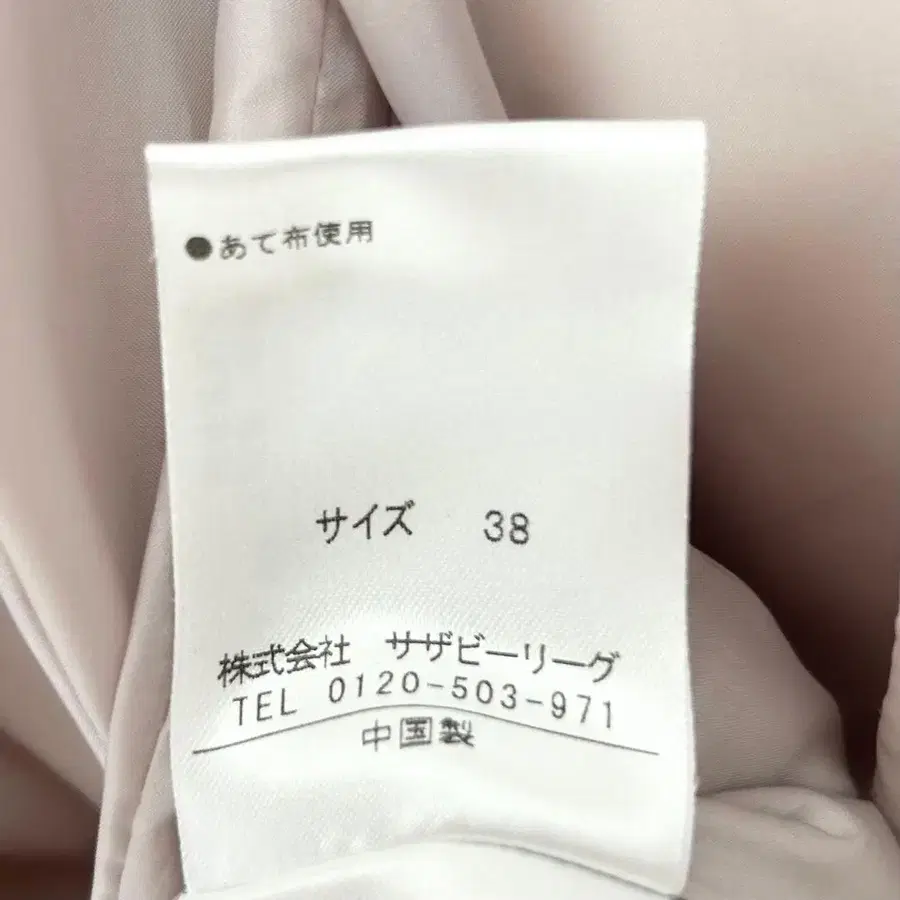 ●あて布使用
サイズ 38
株式会社 サザビーリーグ
TEL 0120-503-971
中国製